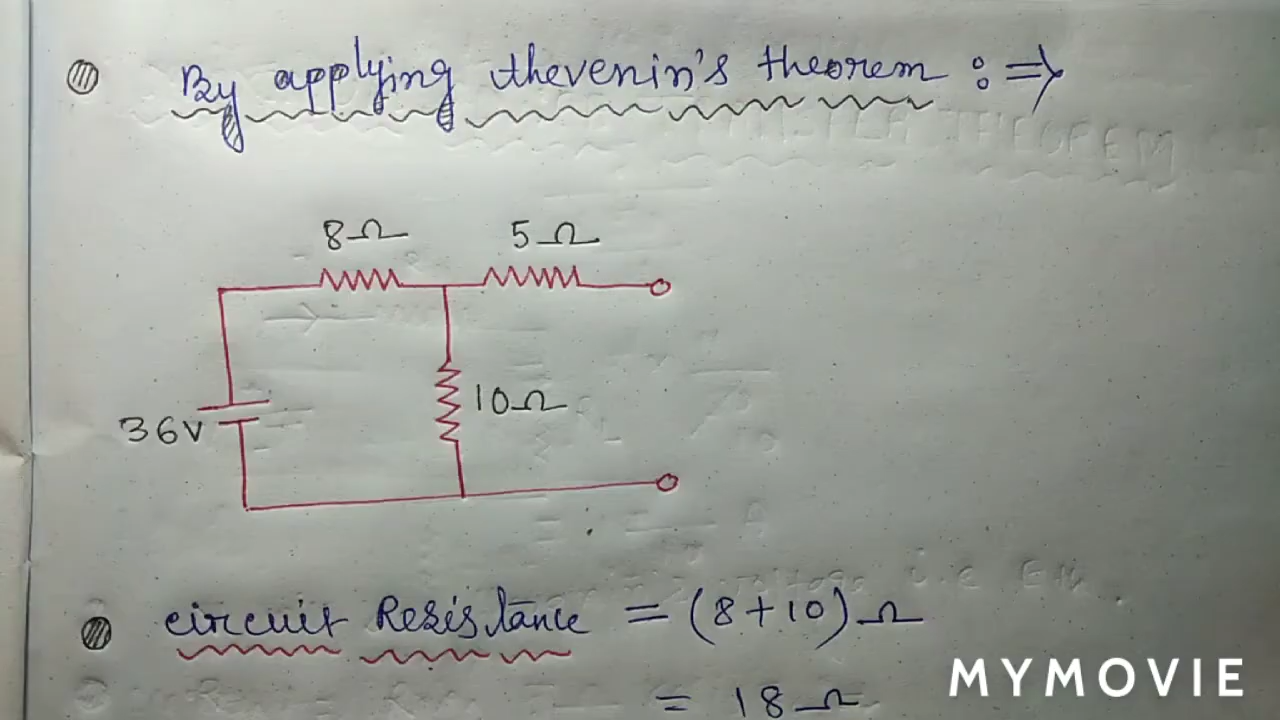 By applying thevenin's theorem :⇒
8Ω 5Ω
36V 10Ω
circuit Resistance = (8+10)Ω
= 18Ω
MYMOVIE